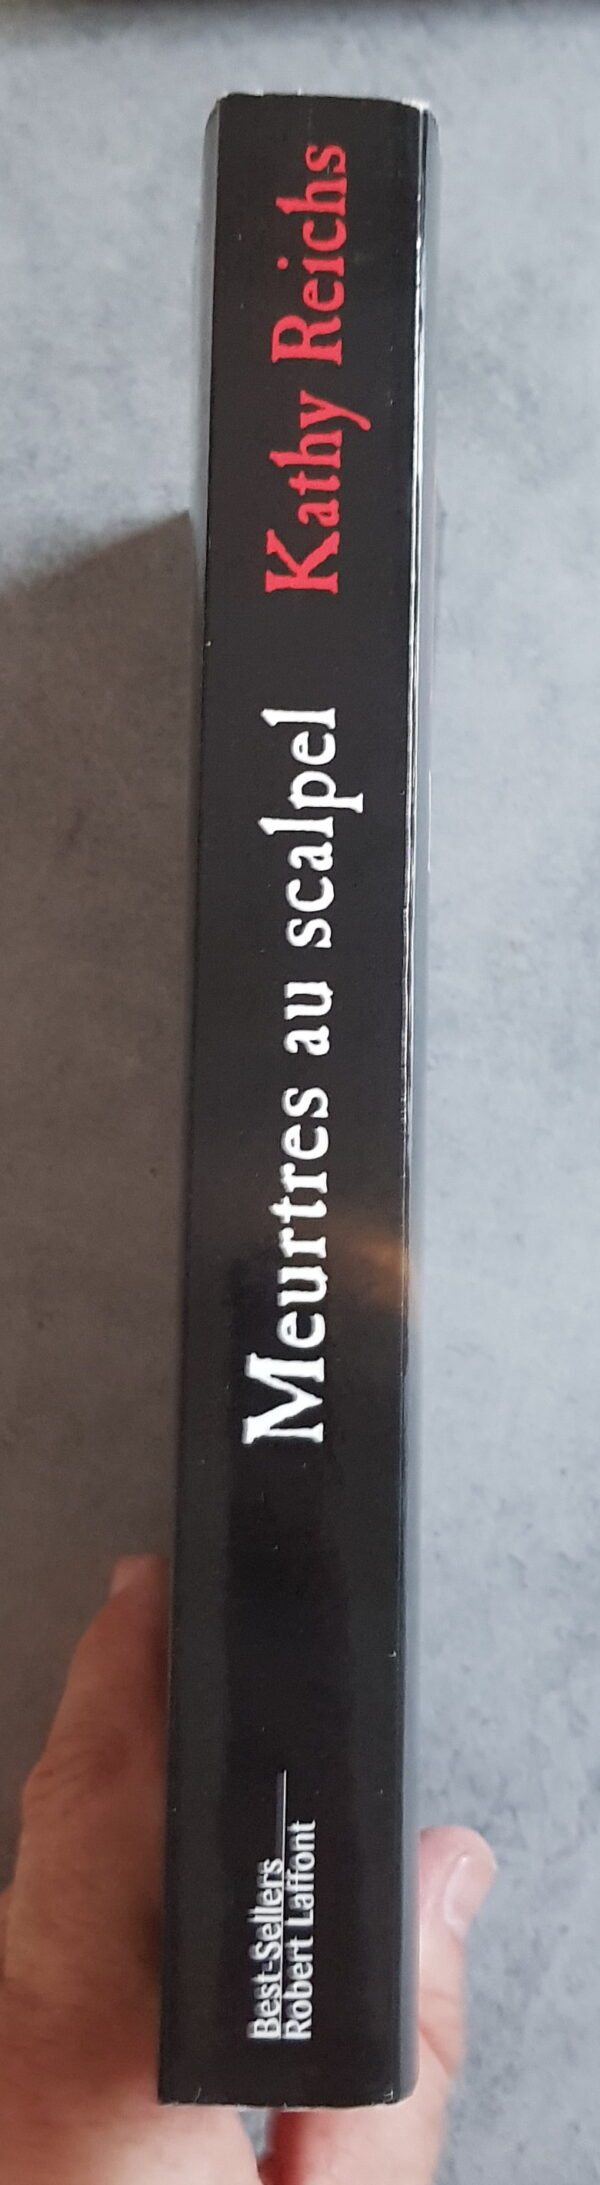 Kathy Reichs
Meurtres au scalpel
Best-Sellers
Robert Laffont